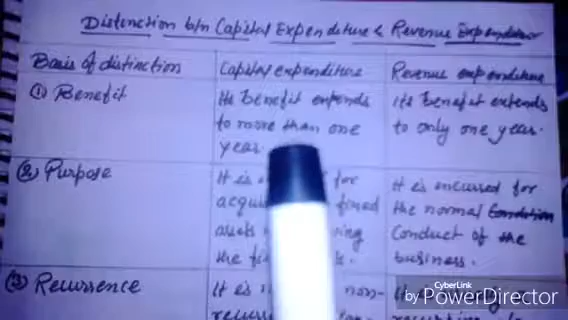 Distinction b/n Capital Expenditure & Revenue Expenditure
Basis of distinction
Capital expenditure
Revenue expenditure
① Benefit
Its benefit extends
to more than one
year.
Its benefit extends
to only one year.
② Purpose
It is for
fixed
assets
the
It is incurred for
the normal
Conduct of the
business.
③ Recurrence
It is non-
It is
CyberLink
by PowerDirector